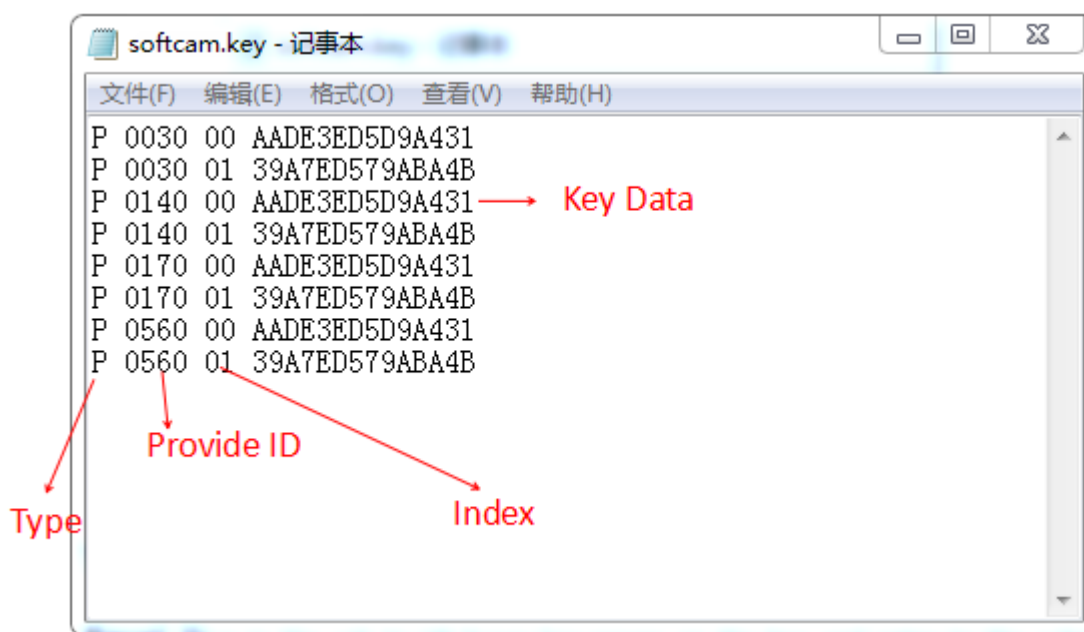 softcam.key - 记事本
文件(F) 编辑(E) 格式(O) 查看(V) 帮助(H)
P 0030 00 AADE3ED5D9A431
P 0030 01 39A7ED579ABA4B
P 0140 00 AADE3ED5D9A431
Key Data
P 0140 01 39A7ED579ABA4B
P 0170 00 AADE3ED5D9A431
P 0170 01 39A7ED579ABA4B
P 0560 00 AADE3ED5D9A431
P 0560 01 39A7ED579ABA4B
Provide ID
Type
Index